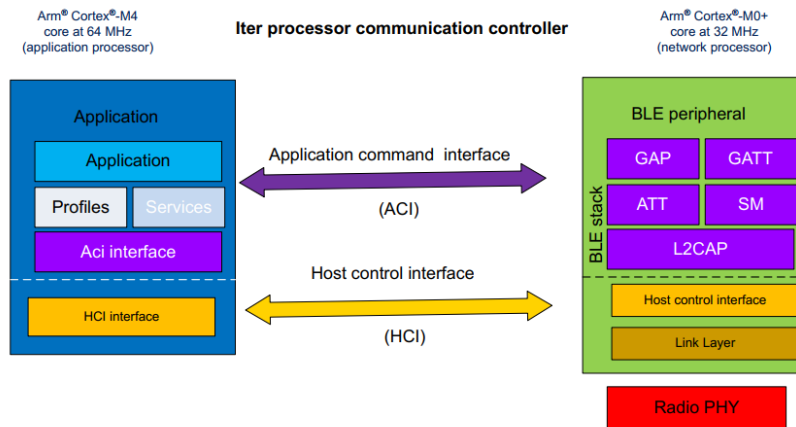 Arm® Cortex®-M4
core at 64 MHz
(application processor)
Iter processor communication controller
Arm® Cortex®-M0+
core at 32 MHz
(network processor)
Application
Application
Profiles
Services
Aci interface
HCI interface
Application command interface
(ACI)
Host control interface
(HCI)
BLE peripheral
BLE stack
GAP
GATT
ATT
SM
L2CAP
Host control interface
Link Layer
Radio PHY